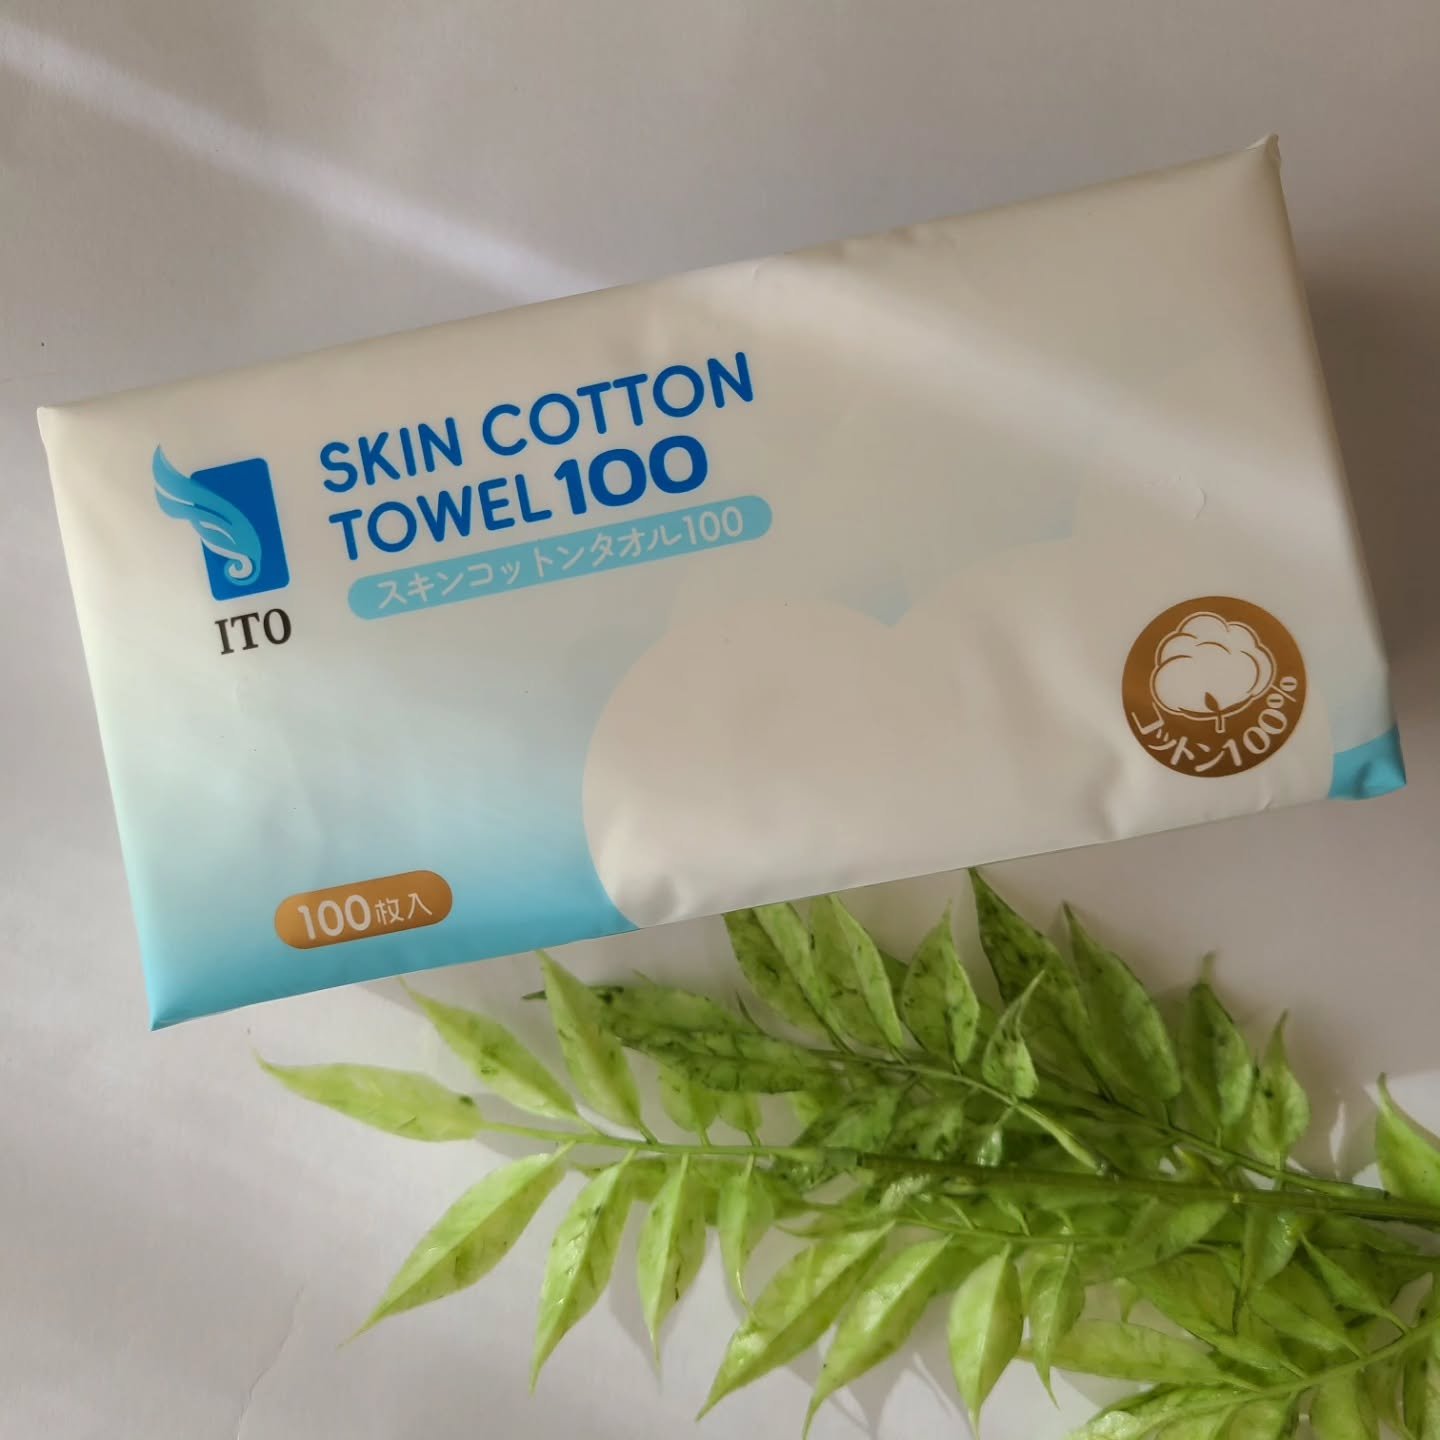 SKIN COTTON
TOWEL100
スキンコットンタオル100
ITO
コットン100%
100枚入